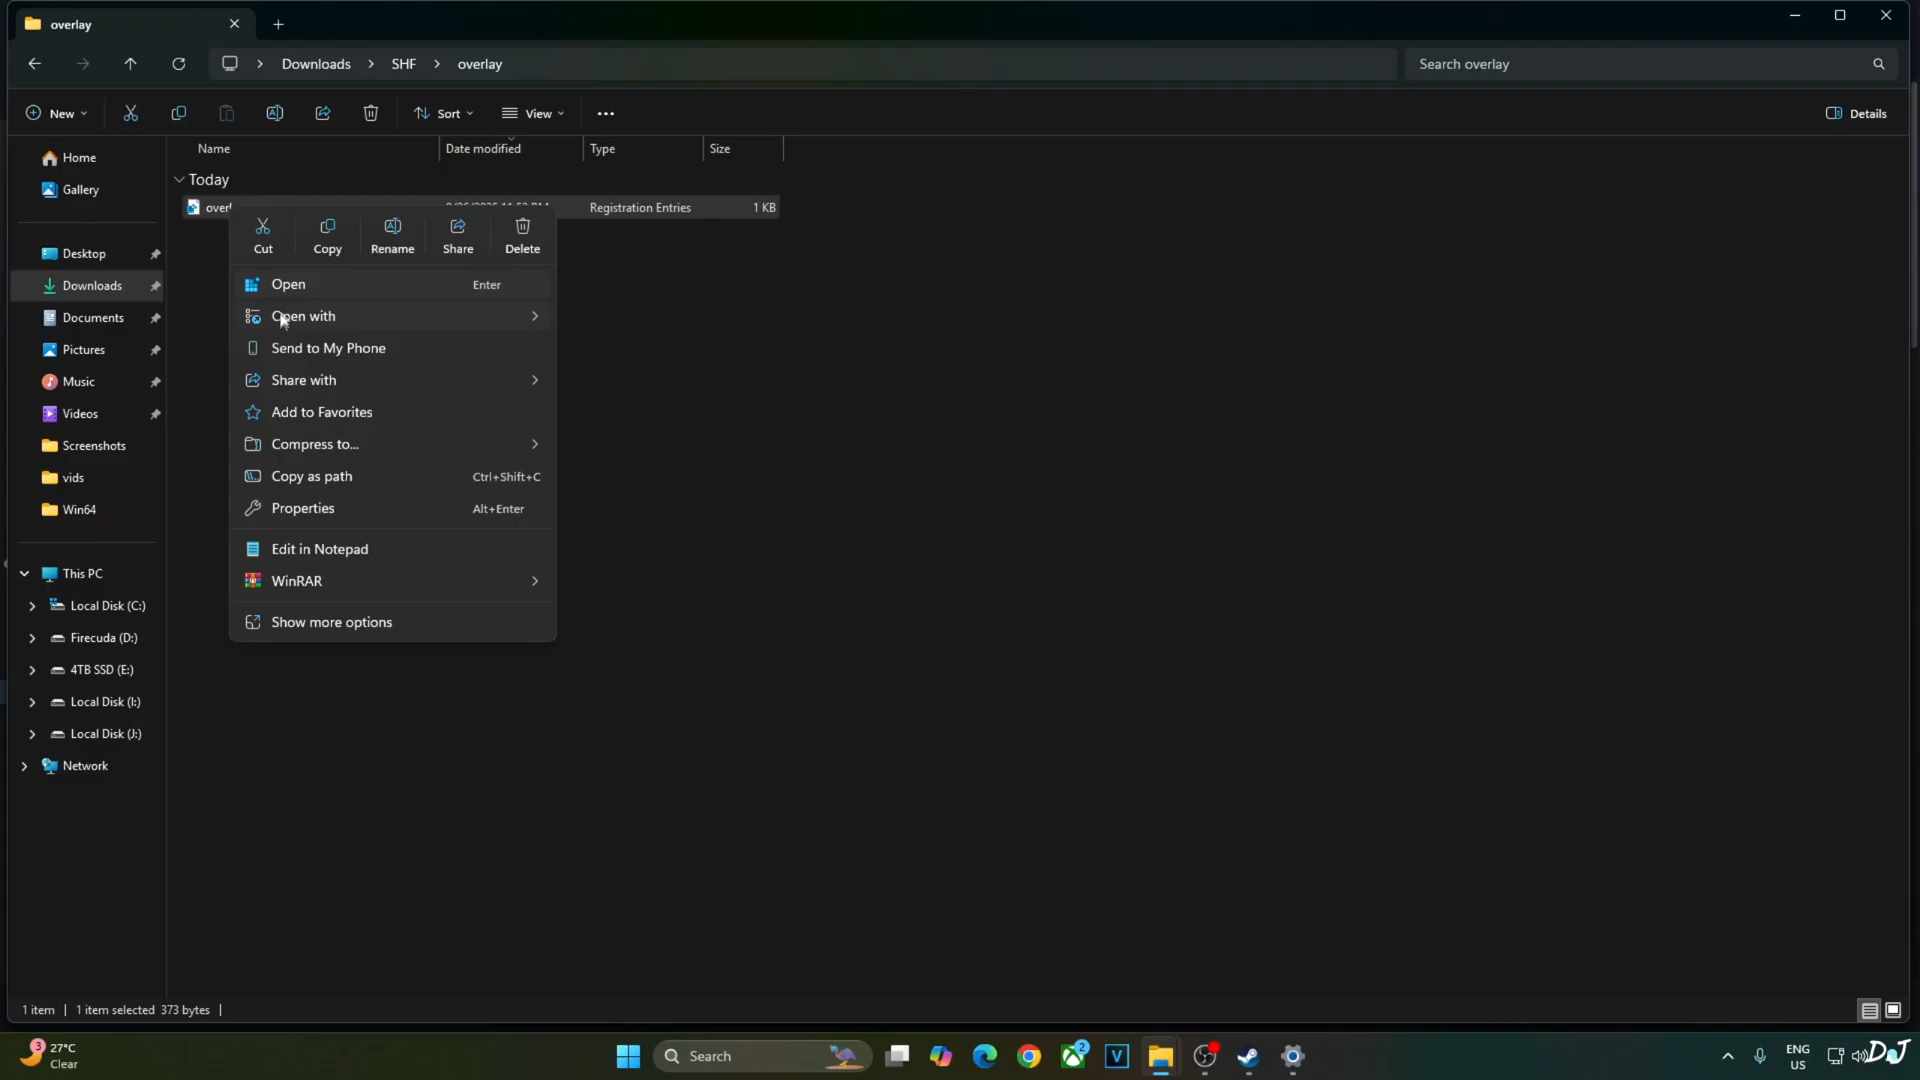 overlay
Downloads
SHF
overlay
Search overlay
New
Sort
View
Details
Name
Date modified
Type
Size
Today
Registration Entries
1 KB
Cut
Copy
Rename
Share
Delete
Open
Enter
Open with
Send to My Phone
Share with
Add to Favorites
Compress to...
Copy as path
Ctrl+Shift+C
Properties
Alt+Enter
Edit in Notepad
WinRAR
Show more options
Home
Gallery
Desktop
Downloads
Documents
Pictures
Music
Videos
Screenshots
vids
Win64
This PC
Local Disk (C:)
Firecuda (D:)
4TB SSD (E:)
Local Disk (I:)
Local Disk (J:)
Network
1 item
1 item selected 373 bytes
3
27°C
Clear
Search
2
V
ENG
US
DJ